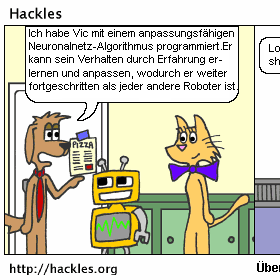 Hackles
Ich habe Vic mit einem anpassungsfähigen
Neuronalnetz-Algorithmus programmiert.Er
kann sein Verhalten durch Erfahrung er-
lernen und anpassen, wodurch er weiter
fortgeschritten als jeder andere Roboter ist.
PIZZA
http://hackles.org